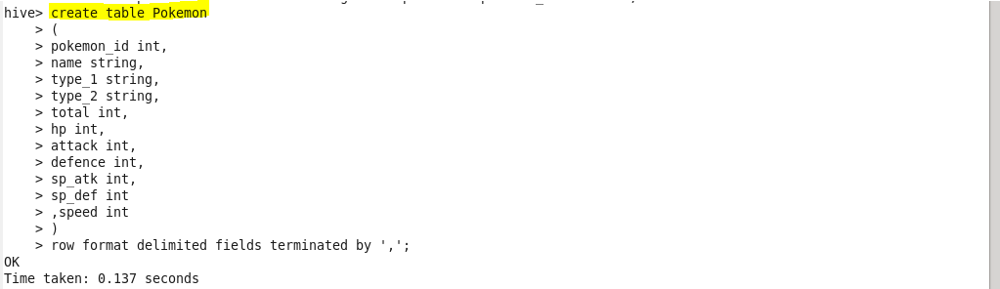 hive> create table Pokemon
    > (
    > pokemon_id int,
    > name string,
    > type_1 string,
    > type_2 string,
    > total int,
    > hp int,
    > attack int,
    > defence int,
    > sp_atk int,
    > sp_def int
    > ,speed int
    > )
    > row format delimited fields terminated by ',';
OK
Time taken: 0.137 seconds